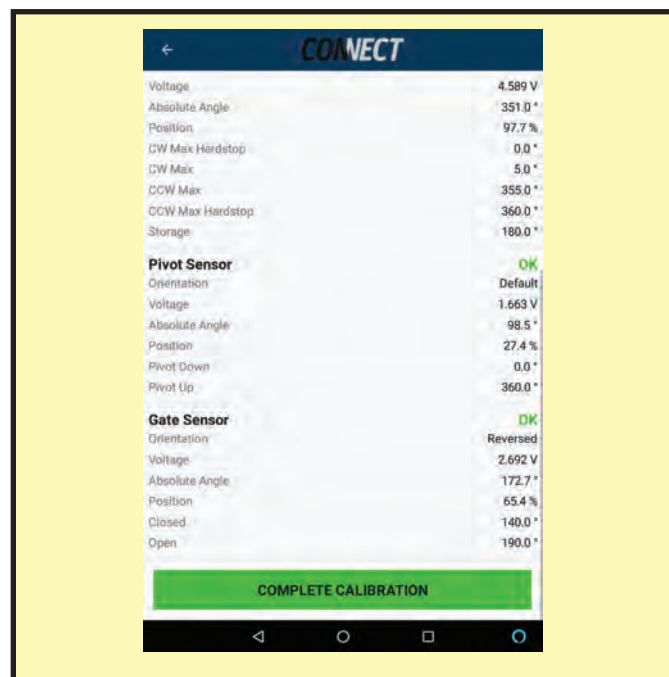 CONNECT
Voltage 4.589 V
Absolute Angle 351.0 °
Position 97.7 %
CW Max Hardstop 0.0 °
CW Max 5.0 °
CCW Max 355.0 °
CCW Max Hardstop 360.0 °
Storage 180.0 °
Pivot Sensor OK
Orientation Default
Voltage 1.663 V
Absolute Angle 98.5 °
Position 27.4 %
Pivot Down 0.0 °
Pivot Up 360.0 °
Gate Sensor OK
Orientation Reversed
Voltage 2.692 V
Absolute Angle 172.7 °
Position 65.4 %
Closed 140.0 °
Open 190.0 °
COMPLETE CALIBRATION